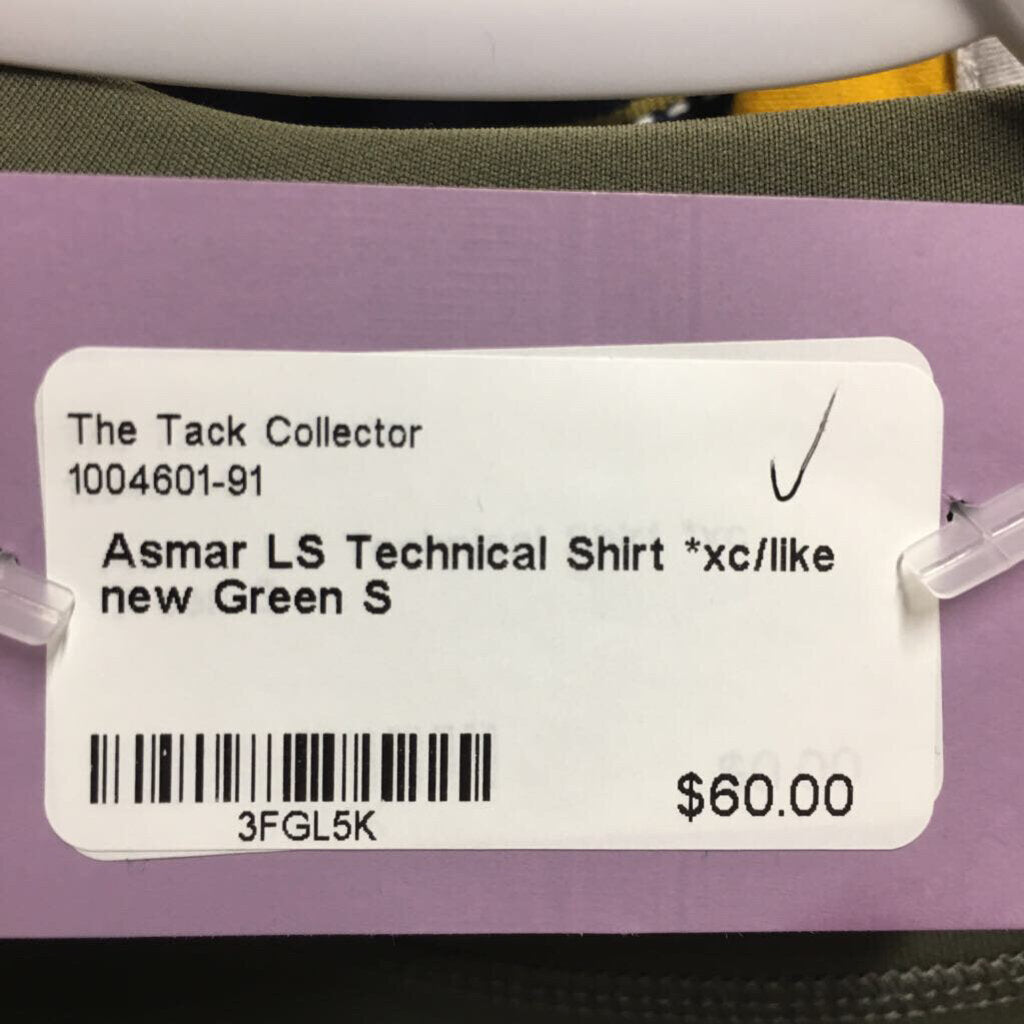 The Tack Collector
1004601-91
Asmar LS Technical Shirt *xc/like
new Green S
3FGL5K
$60.00